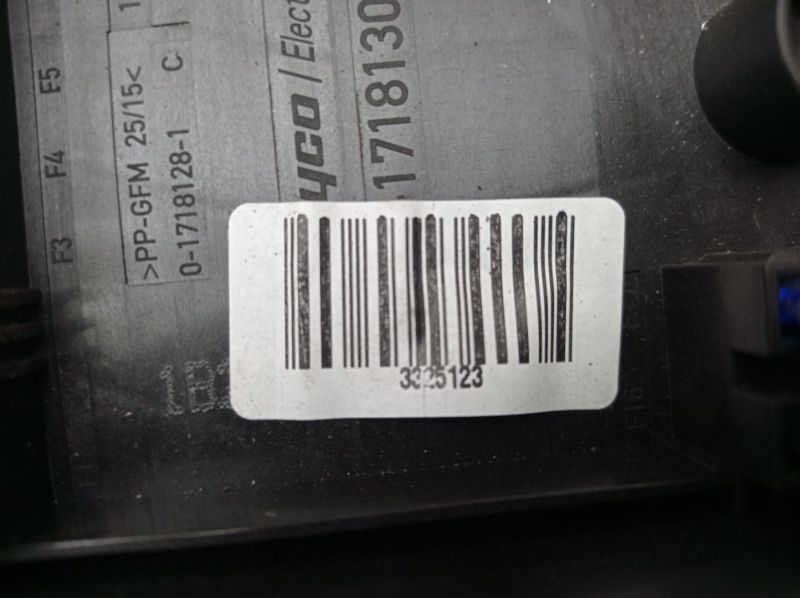 F3 F4 F5
>PP-GFM 25/15<
0-1718128-1 C
yco / Elect
1718130
3325123